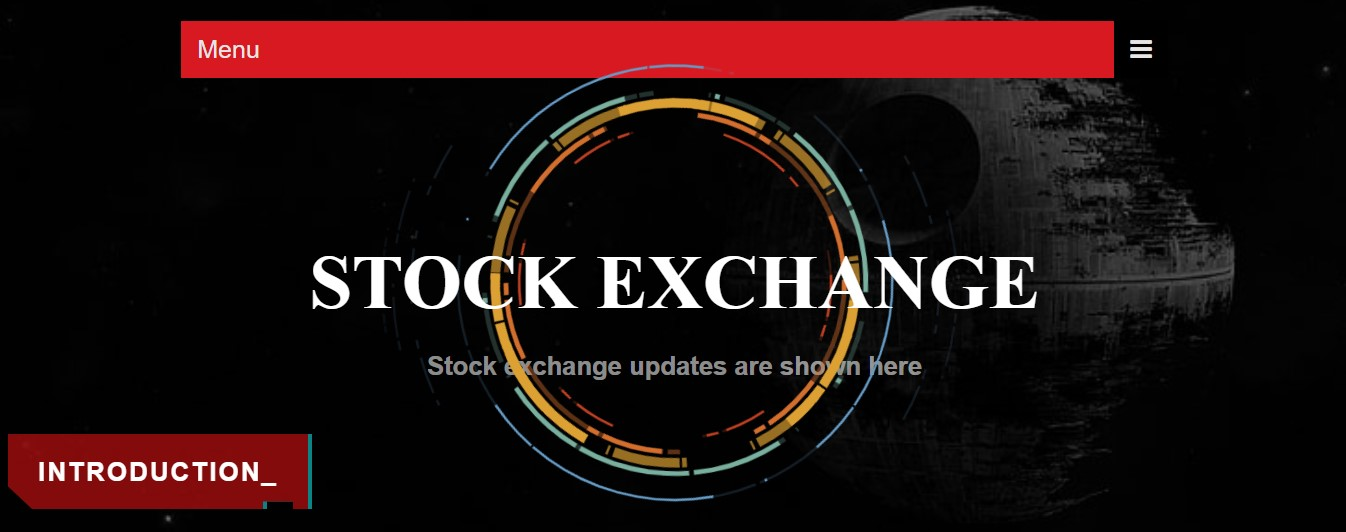 Menu
STOCK EXCHANGE
Stock exchange updates are shown here
INTRODUCTION_